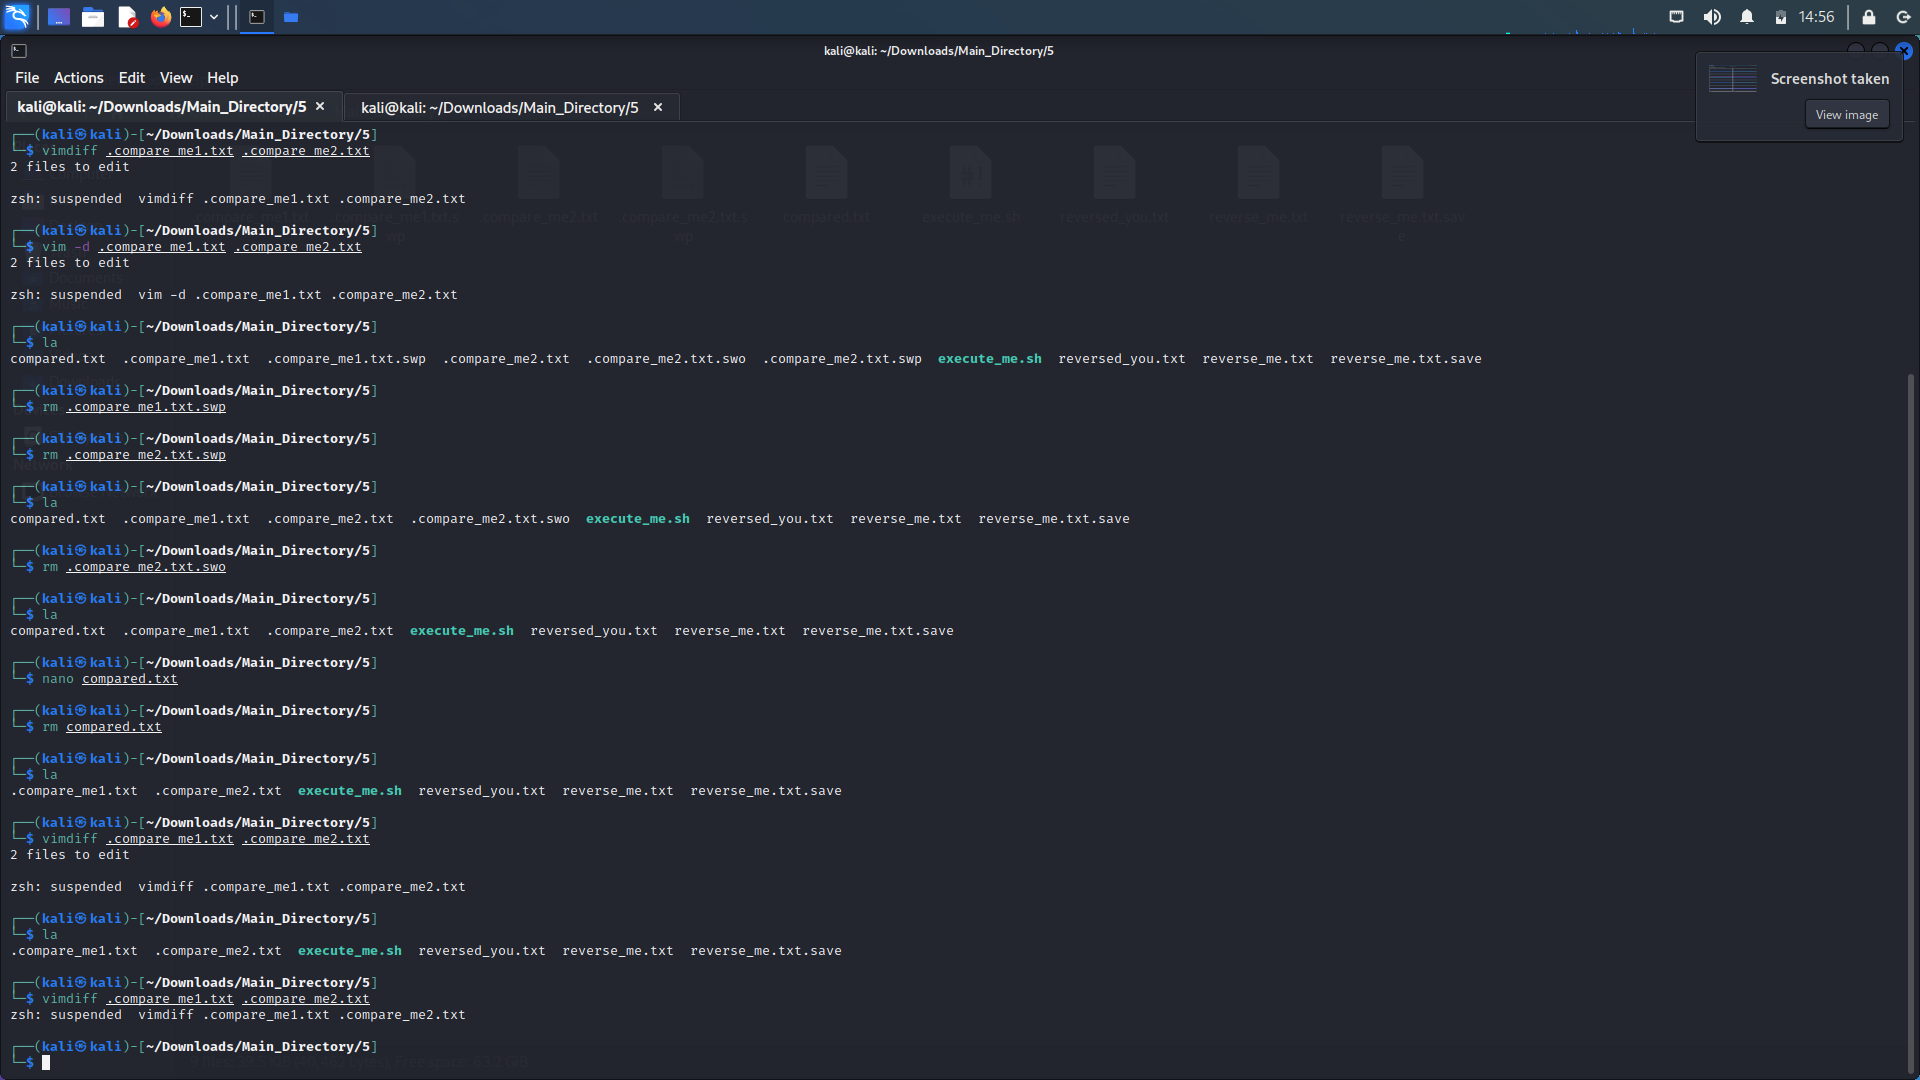 14:56
kali@kali: ~/Downloads/Main_Directory/5
Screenshot taken
View image
File Actions Edit View Help
kali@kali: ~/Downloads/Main_Directory/5
kali@kali: ~/Downloads/Main_Directory/5
┌──(kali㉿kali)-[~/Downloads/Main_Directory/5]
└─$ vimdiff .compare_me1.txt .compare_me2.txt
2 files to edit
zsh: suspended  vimdiff .compare_me1.txt .compare_me2.txt
┌──(kali㉿kali)-[~/Downloads/Main_Directory/5]
└─$ vim -d .compare_me1.txt .compare_me2.txt
2 files to edit
zsh: suspended  vim -d .compare_me1.txt .compare_me2.txt
┌──(kali㉿kali)-[~/Downloads/Main_Directory/5]
└─$ la
compared.txt  .compare_me1.txt  .compare_me1.txt.swp  .compare_me2.txt  .compare_me2.txt.swo  .compare_me2.txt.swp  execute_me.sh  reversed_you.txt  reverse_me.txt  reverse_me.txt.save
┌──(kali㉿kali)-[~/Downloads/Main_Directory/5]
└─$ rm .compare_me1.txt.swp
┌──(kali㉿kali)-[~/Downloads/Main_Directory/5]
└─$ rm .compare_me2.txt.swp
┌──(kali㉿kali)-[~/Downloads/Main_Directory/5]
└─$ la
compared.txt  .compare_me1.txt  .compare_me2.txt  .compare_me2.txt.swo  execute_me.sh  reversed_you.txt  reverse_me.txt  reverse_me.txt.save
┌──(kali㉿kali)-[~/Downloads/Main_Directory/5]
└─$ rm .compare_me2.txt.swo
┌──(kali㉿kali)-[~/Downloads/Main_Directory/5]
└─$ la
compared.txt  .compare_me1.txt  .compare_me2.txt  execute_me.sh  reversed_you.txt  reverse_me.txt  reverse_me.txt.save
┌──(kali㉿kali)-[~/Downloads/Main_Directory/5]
└─$ nano compared.txt
┌──(kali㉿kali)-[~/Downloads/Main_Directory/5]
└─$ rm compared.txt
┌──(kali㉿kali)-[~/Downloads/Main_Directory/5]
└─$ la
.compare_me1.txt  .compare_me2.txt  execute_me.sh  reversed_you.txt  reverse_me.txt  reverse_me.txt.save
┌──(kali㉿kali)-[~/Downloads/Main_Directory/5]
└─$ vimdiff .compare_me1.txt .compare_me2.txt
2 files to edit
zsh: suspended  vimdiff .compare_me1.txt .compare_me2.txt
┌──(kali㉿kali)-[~/Downloads/Main_Directory/5]
└─$ la
.compare_me1.txt  .compare_me2.txt  execute_me.sh  reversed_you.txt  reverse_me.txt  reverse_me.txt.save
┌──(kali㉿kali)-[~/Downloads/Main_Directory/5]
└─$ vimdiff .compare_me1.txt .compare_me2.txt
zsh: suspended  vimdiff .compare_me1.txt .compare_me2.txt
┌──(kali㉿kali)-[~/Downloads/Main_Directory/5]
└─$